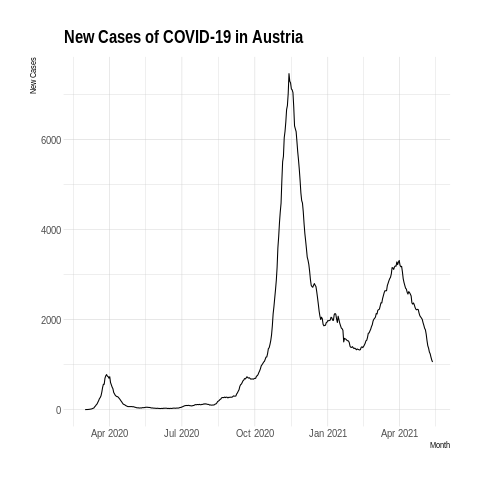 New Cases of COVID-19 in Austria
New Cases
6000
4000
2000
0
Apr 2020 Jul 2020 Oct 2020 Jan 2021 Apr 2021
Month